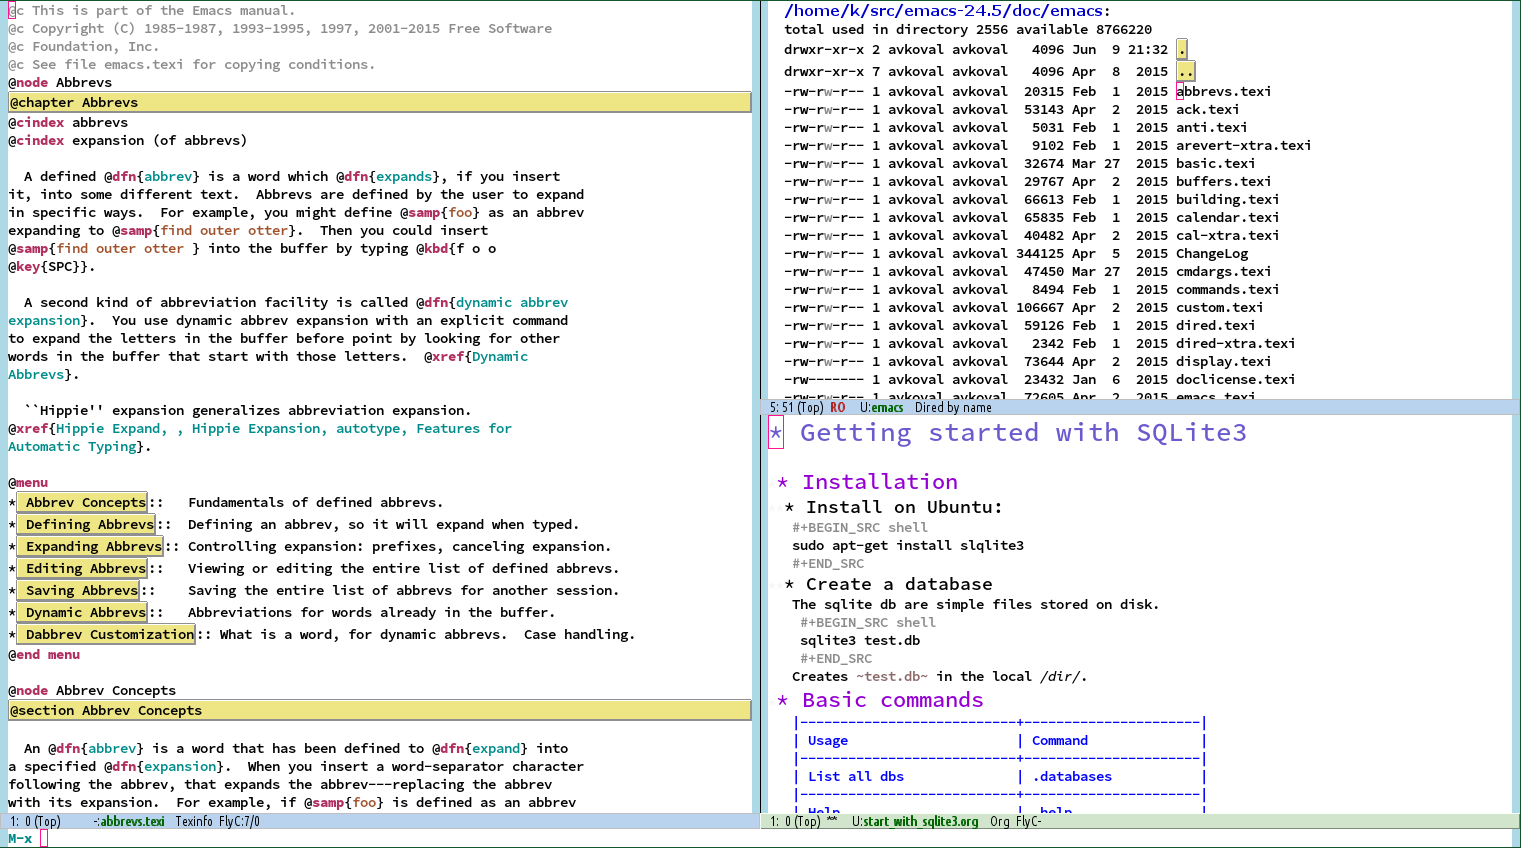 @c This is part of the Emacs manual.
@c Copyright (C) 1985-1987, 1993-1995, 1997, 2001-2015 Free Software
@c Foundation, Inc.
@c See file emacs.texi for copying conditions.
@node Abbrevs
@chapter Abbrevs
@cindex abbrevs
@cindex expansion (of abbrevs)
A defined @dfn{abbrev} is a word which @dfn{expands}, if you insert
it, into some different text.  Abbrevs are defined by the user to expand
in specific ways.  For example, you might define @samp{foo} as an abbrev
expanding to @samp{find outer otter}.  Then you could insert
@samp{find outer otter } into the buffer by typing @kbd{f o o
@key{SPC}}.
A second kind of abbreviation facility is called @dfn{dynamic abbrev
expansion}.  You use dynamic abbrev expansion with an explicit command
to expand the letters in the buffer before point by looking for other
words in the buffer that start with those letters.  @xref{Dynamic
Abbrevs}.
``Hippie'' expansion generalizes abbreviation expansion.
@xref{Hippie Expand, , Hippie Expansion, autotype, Features for
Automatic Typing}.
@menu
* Abbrev Concepts::   Fundamentals of defined abbrevs.
* Defining Abbrevs::  Defining an abbrev, so it will expand when typed.
* Expanding Abbrevs:: Controlling expansion: prefixes, canceling expansion.
* Editing Abbrevs::   Viewing or editing the entire list of defined abbrevs.
* Saving Abbrevs::    Saving the entire list of abbrevs for another session.
* Dynamic Abbrevs::   Abbreviations for words already in the buffer.
* Dabbrev Customization:: What is a word, for dynamic abbrevs.  Case handling.
@end menu
@node Abbrev Concepts
@section Abbrev Concepts
An @dfn{abbrev} is a word that has been defined to @dfn{expand} into
a specified @dfn{expansion}.  When you insert a word-separator character
following the abbrev, that expands the abbrev---replacing the abbrev
with its expansion.  For example, if @samp{foo} is defined as an abbrev
1: 0 (Top) -:abbrevs.texi Texinfo FlyC:7/0
M-x
/home/k/src/emacs-24.5/doc/emacs:
total used in directory 2556 available 8766220
drwxr-xr-x 2 avkoval avkoval   4096 Jun  9 21:32 .
drwxr-xr-x 7 avkoval avkoval   4096 Apr  8  2015 ..
-rw-rw-r-- 1 avkoval avkoval  20315 Feb  1  2015 abbrevs.texi
-rw-rw-r-- 1 avkoval avkoval  53143 Apr  2  2015 ack.texi
-rw-rw-r-- 1 avkoval avkoval   5031 Feb  1  2015 anti.texi
-rw-rw-r-- 1 avkoval avkoval   9102 Feb  1  2015 arevert-xtra.texi
-rw-rw-r-- 1 avkoval avkoval  32674 Mar 27  2015 basic.texi
-rw-rw-r-- 1 avkoval avkoval  29767 Apr  2  2015 buffers.texi
-rw-rw-r-- 1 avkoval avkoval  66613 Feb  1  2015 building.texi
-rw-rw-r-- 1 avkoval avkoval  65835 Feb  1  2015 calendar.texi
-rw-rw-r-- 1 avkoval avkoval  40482 Apr  2  2015 cal-xtra.texi
-rw-rw-r-- 1 avkoval avkoval 344125 Apr  5  2015 ChangeLog
-rw-rw-r-- 1 avkoval avkoval  47450 Mar 27  2015 cmdargs.texi
-rw-rw-r-- 1 avkoval avkoval   8494 Feb  1  2015 commands.texi
-rw-rw-r-- 1 avkoval avkoval 106667 Apr  2  2015 custom.texi
-rw-rw-r-- 1 avkoval avkoval  59126 Feb  1  2015 dired.texi
-rw-rw-r-- 1 avkoval avkoval   2342 Feb  1  2015 dired-xtra.texi
-rw-rw-r-- 1 avkoval avkoval  73644 Apr  2  2015 display.texi
-rw------- 1 avkoval avkoval  23432 Jan  6  2015 doclicense.texi
-rw-rw-r-- 1 avkoval avkoval  72605 Apr  2  2015 emacs.texi
5: 51 (Top) RO U:emacs Dired by name
* Getting started with SQLite3
* Installation
* Install on Ubuntu:
#+BEGIN_SRC shell
sudo apt-get install slqlite3
#+END_SRC
* Create a database
The sqlite db are simple files stored on disk.
#+BEGIN_SRC shell
sqlite3 test.db
#+END_SRC
Creates ~test.db~ in the local /dir/.
* Basic commands
|---------------------------+----------------------|
| Usage                     | Command              |
|---------------------------+----------------------|
| List all dbs              | .databases           |
|---------------------------+----------------------|
| Help                      | .help                |
1: 0 (Top) ** U:start_with_sqlite3.org Org FlyC-